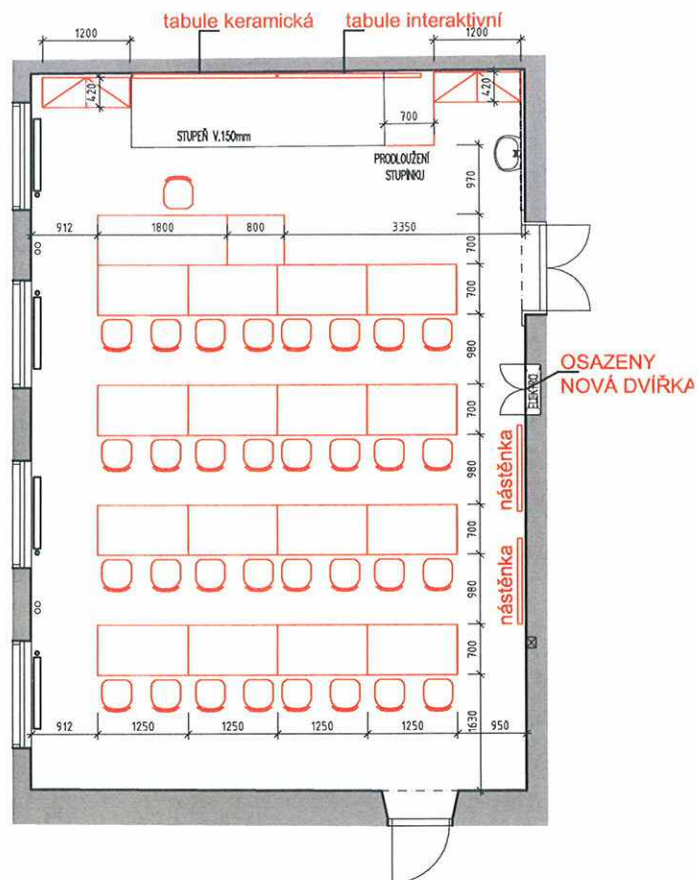 tabule keramická
tabule interaktivní
1200
1200
420
420
STUPEŇ V.150mm
700
PRODLOUŽENÍ
STUPÍNKU
970
912
1800
800
3350
700
700
980
OSAZENY
NOVÁ DVÍŘKA
ELEKTRO
700
nástěnka
980
700
nástěnka
980
700
912
1250
1250
1250
1250
1630
950